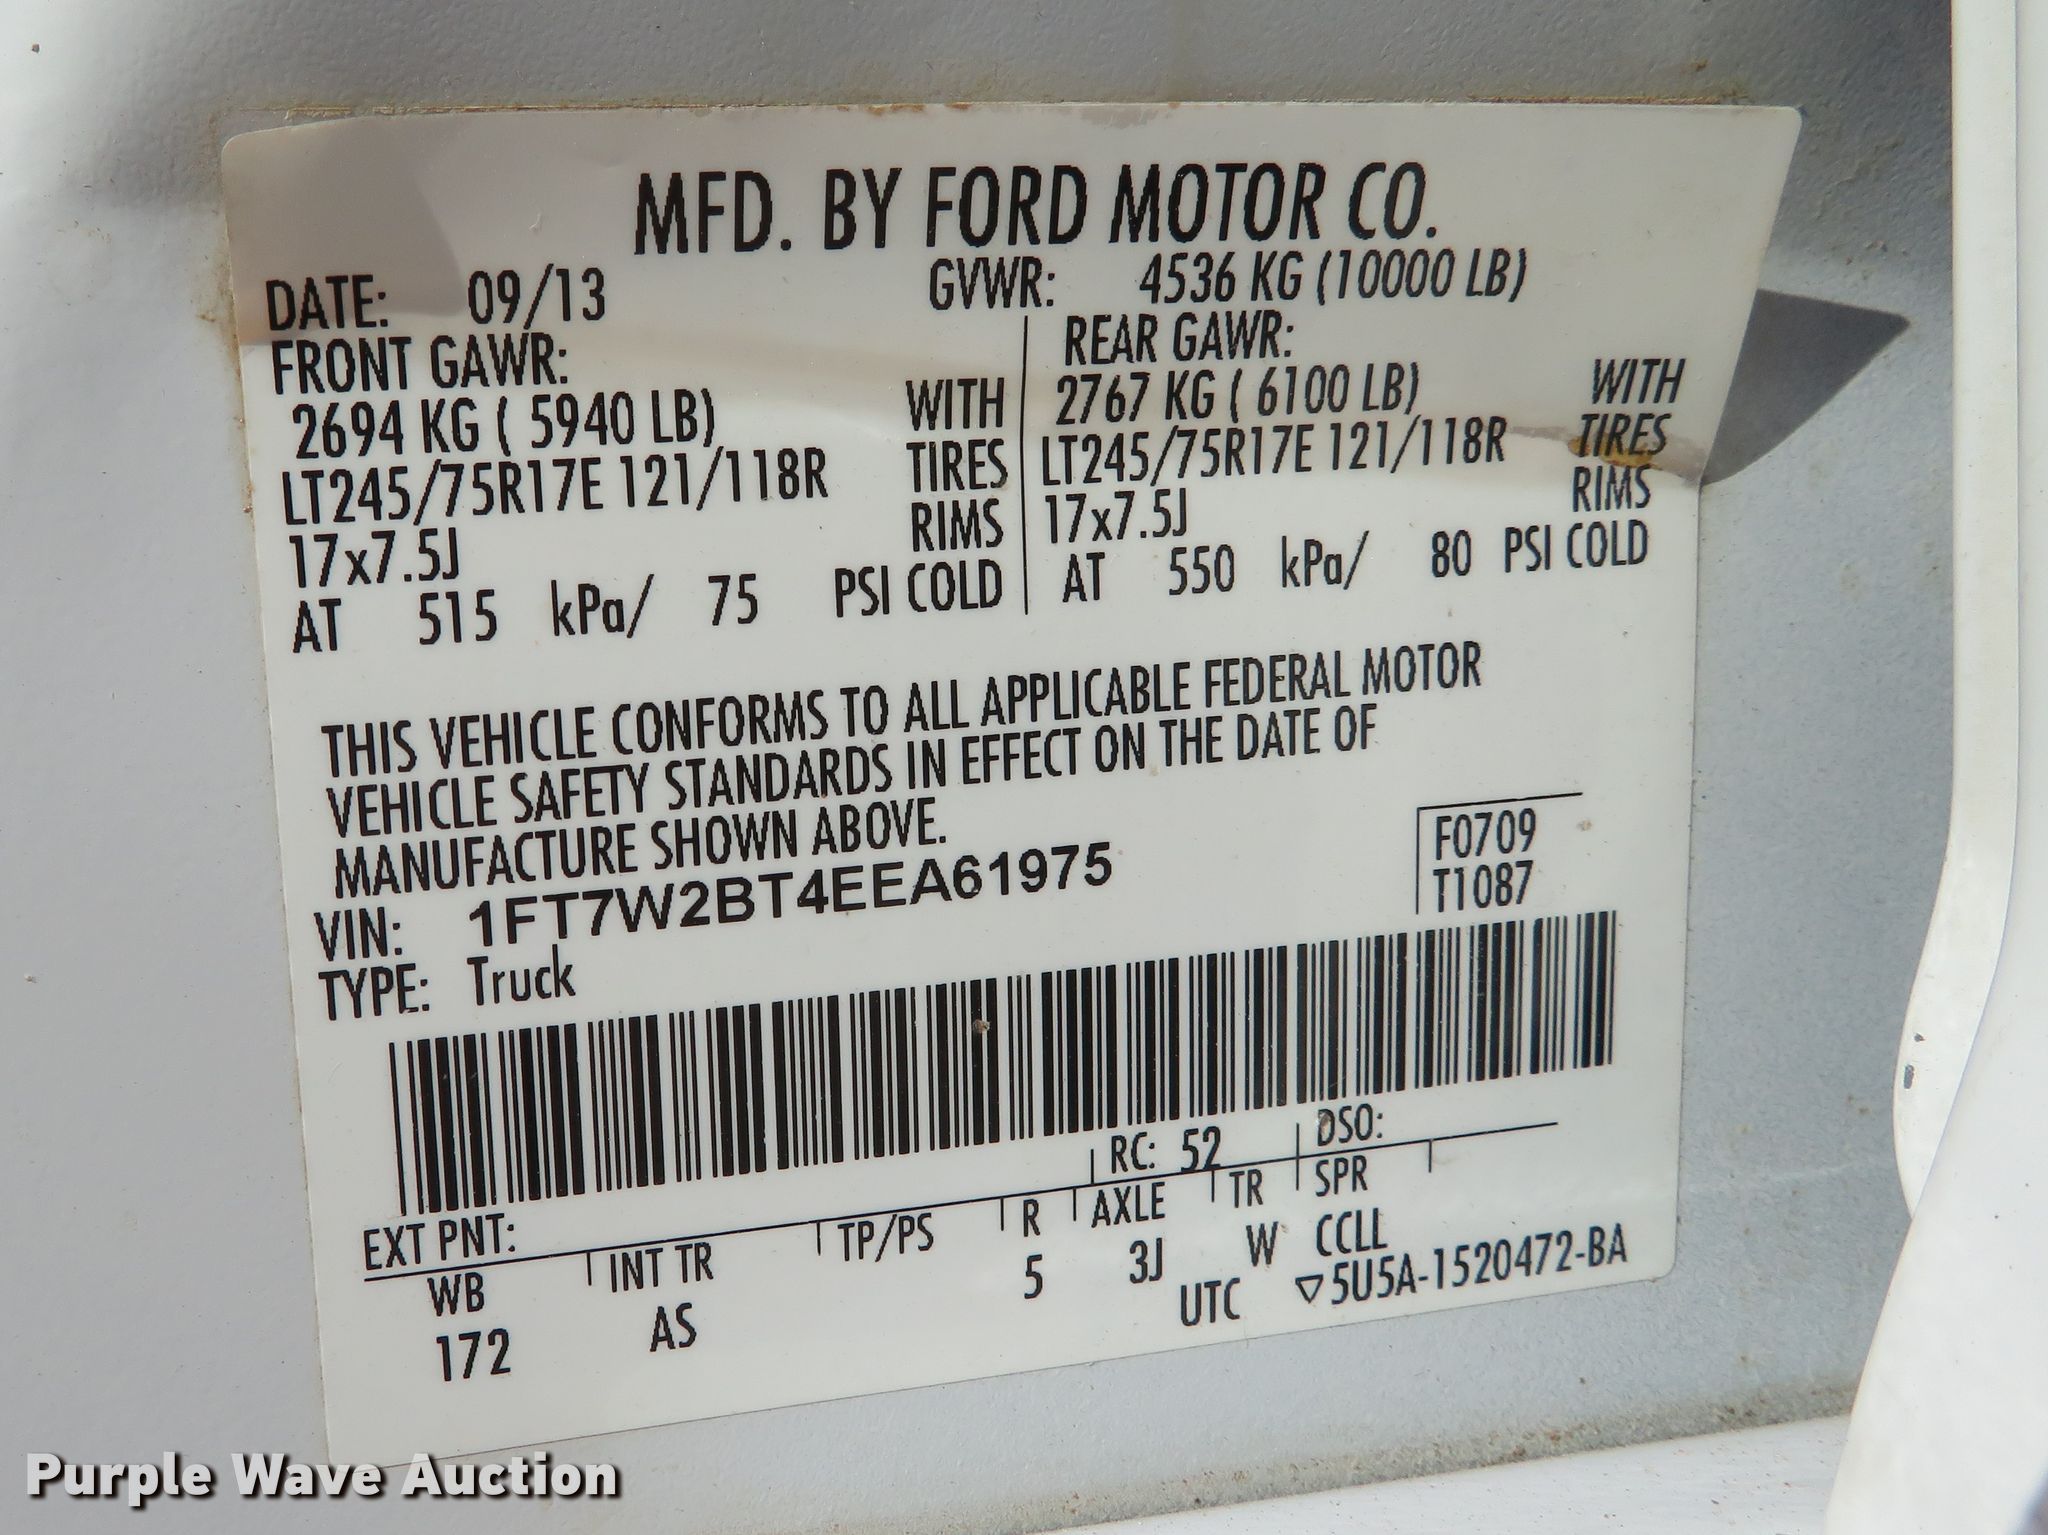 MFD. BY FORD MOTOR CO.
DATE: 09/13 GVWR: 4536 KG (10000 LB)
FRONT GAWR: REAR GAWR:
2694 KG ( 5940 LB) WITH 2767 KG ( 6100 LB) WITH
LT245/75R17E 121/118R TIRES LT245/75R17E 121/118R TIRES
17x7.5J RIMS 17x7.5J RIMS
AT 515 kPa/ 75 PSI COLD AT 550 kPa/ 80 PSI COLD
THIS VEHICLE CONFORMS TO ALL APPLICABLE FEDERAL MOTOR
VEHICLE SAFETY STANDARDS IN EFFECT ON THE DATE OF
MANUFACTURE SHOWN ABOVE.
F0709
VIN: 1FT7W2BT4EEA61975 T1087
TYPE: Truck
EXT PNT: RC: 52 DSO:
WB INT TR TP/PS R AXLE TR SPR
172 AS 5 3J W CCLL
UTC ▽5U5A-1520472-BA
Purple Wave Auction